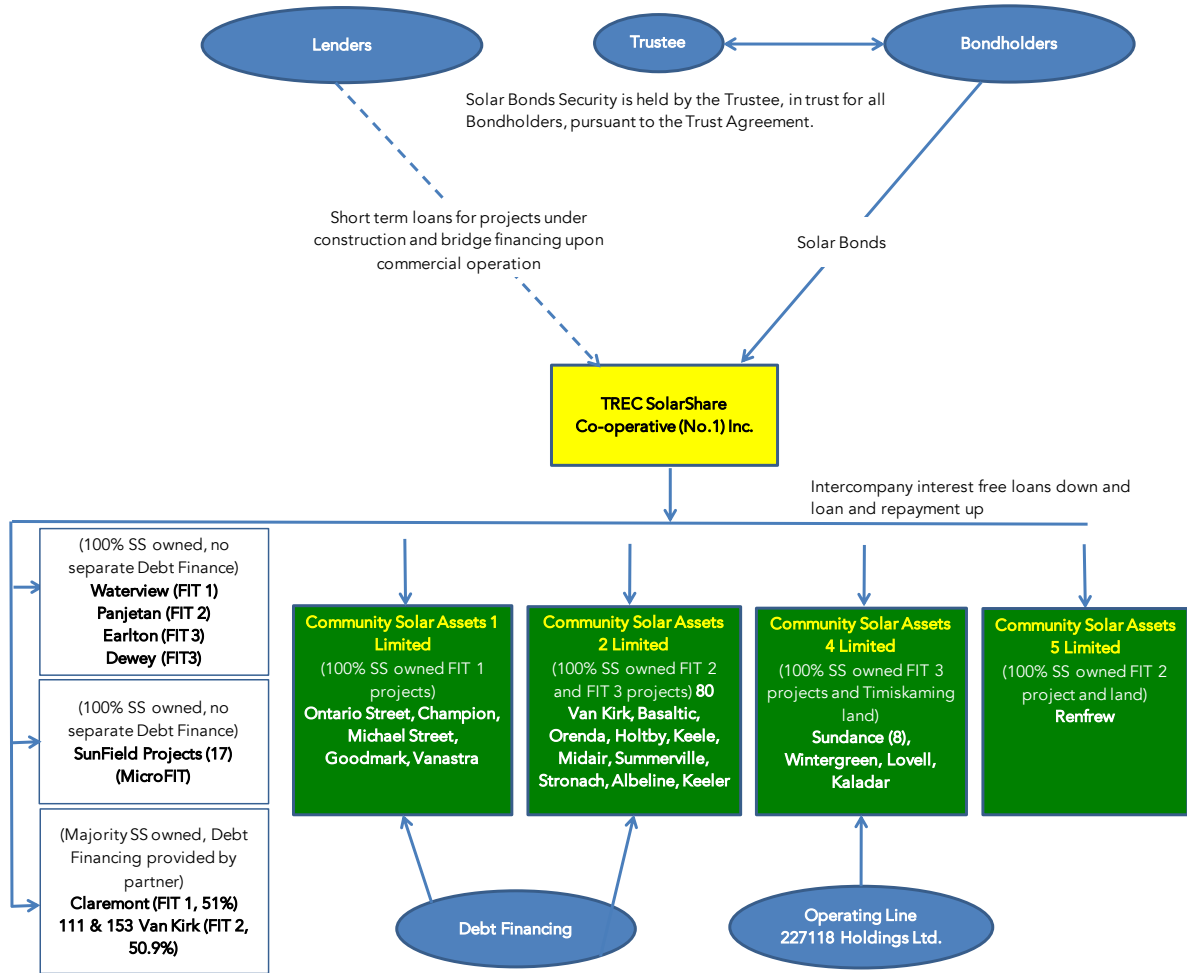 Lenders
Trustee
Bondholders
Solar Bonds Security is held by the Trustee, in trust for all
Bondholders, pursuant to the Trust Agreement.
Short term loans for projects under
construction and bridge financing upon
commercial operation
Solar Bonds
TREC SolarShare
Co-operative (No.1) Inc.
Intercompany interest free loans down and
loan and repayment up
(100% SS owned, no
separate Debt Finance)
Waterview (FIT 1)
Panjetan (FIT 2)
Earlton (FIT 3)
Dewey (FIT3)
(100% SS owned, no
separate Debt Finance)
SunField Projects (17)
(MicroFIT)
(Majority SS owned, Debt
Financing provided by
partner)
Claremont (FIT 1, 51%)
111 & 153 Van Kirk (FIT 2,
50.9%)
Community Solar Assets 1
Limited
(100% SS owned FIT 1
projects)
Ontario Street, Champion,
Michael Street,
Goodmark, Vanastra
Community Solar Assets
2 Limited
(100% SS owned FIT 2
and FIT 3 projects) 80
Van Kirk, Basaltic,
Orenda, Holtby, Keele,
Midair, Summerville,
Stronach, Albeline, Keeler
Community Solar Assets
4 Limited
(100% SS owned FIT 3
projects and Timiskaming
land)
Sundance (8),
Wintergreen, Lovell,
Kaladar
Community Solar Assets
5 Limited
(100% SS owned FIT 2
project and land)
Renfrew
Debt Financing
Operating Line
227118 Holdings Ltd.